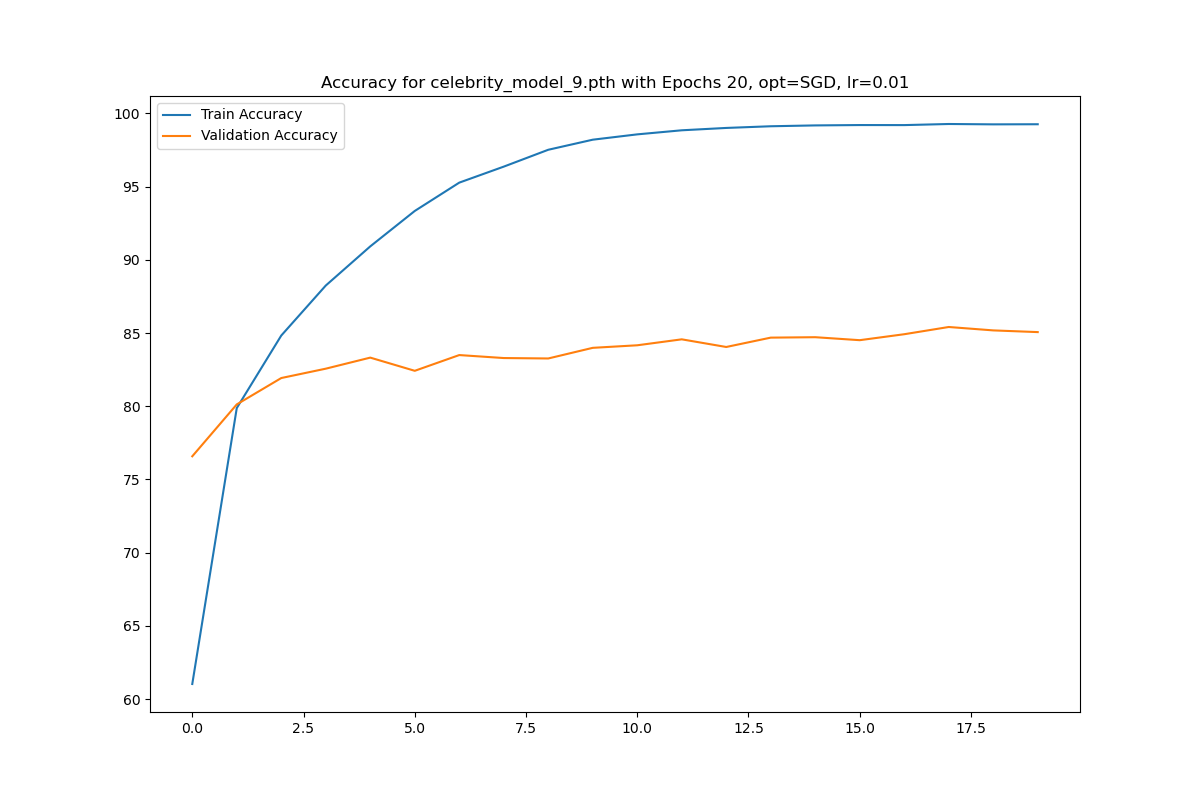 Accuracy for celebrity_model_9.pth with Epochs 20, opt=SGD, lr=0.01
Train Accuracy
Validation Accuracy
100
95
90
85
80
75
70
65
60
0.0 2.5 5.0 7.5 10.0 12.5 15.0 17.5